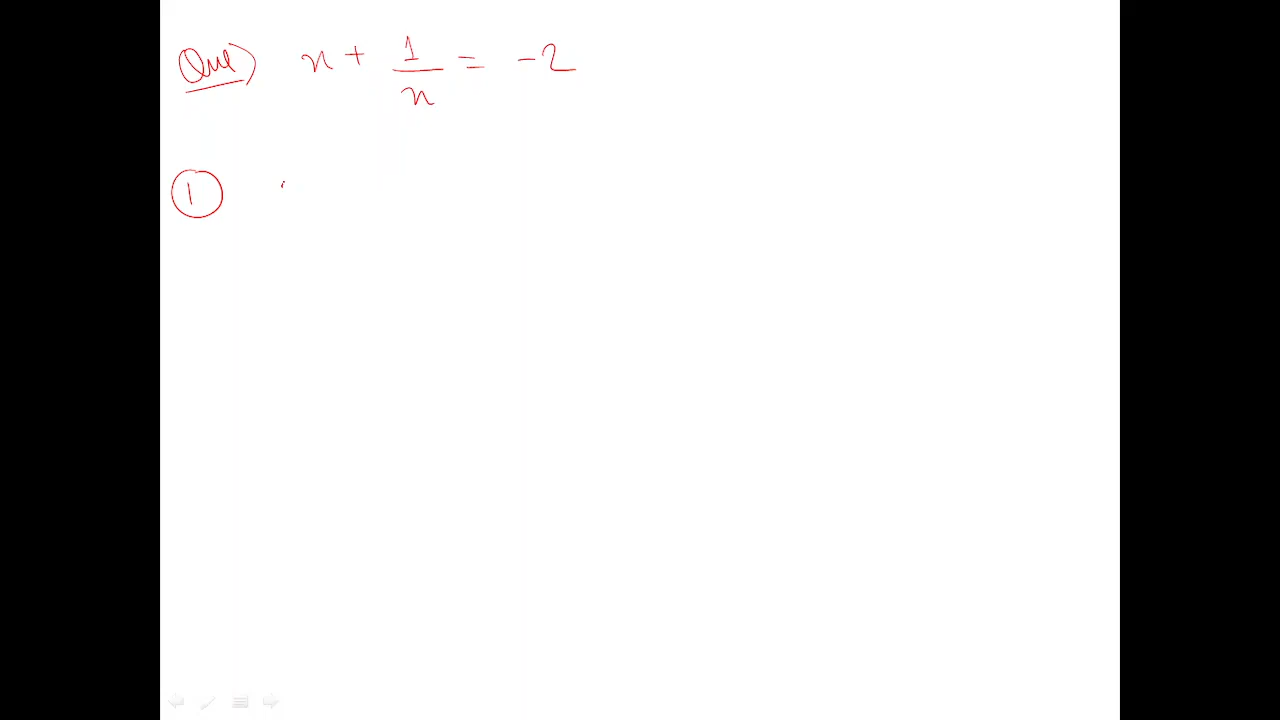 Que) x + 1/x = -2
①